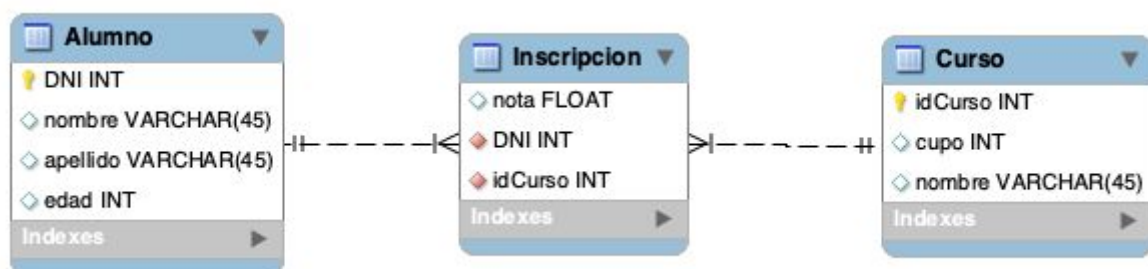 Alumno
DNI INT
nombre VARCHAR(45)
apellido VARCHAR(45)
edad INT
Indexes
Inscripcion
nota FLOAT
DNI INT
idCurso INT
Indexes
Curso
idCurso INT
cupo INT
nombre VARCHAR(45)
Indexes